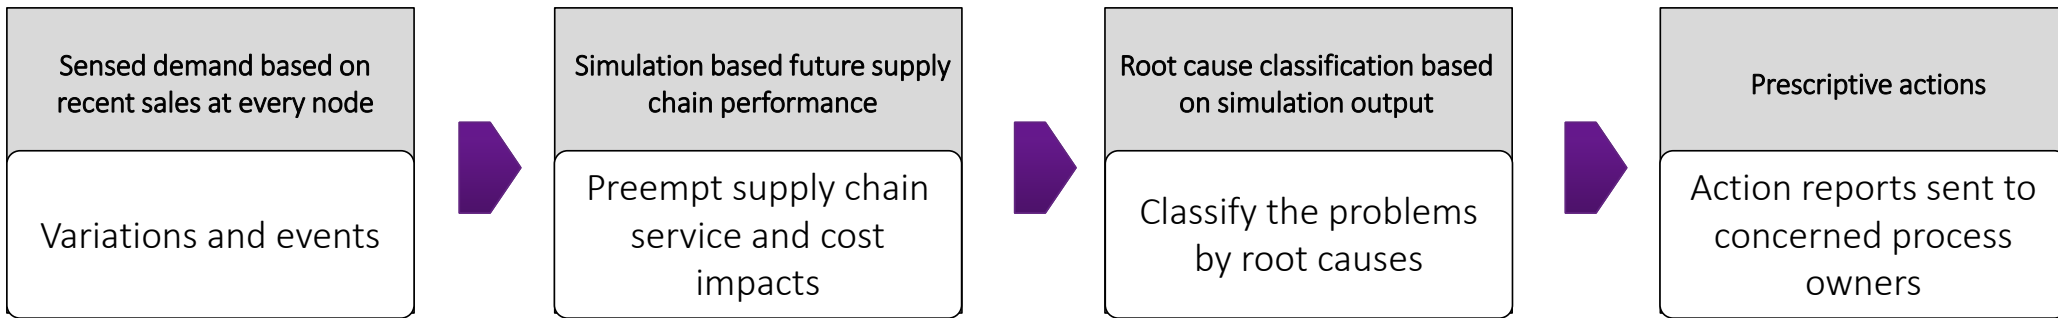 Sensed demand based on
recent sales at every node
Variations and events
Simulation based future supply
chain performance
Preempt supply chain
service and cost
impacts
Root cause classification based
on simulation output
Classify the problems
by root causes
Prescriptive actions
Action reports sent to
concerned process
owners